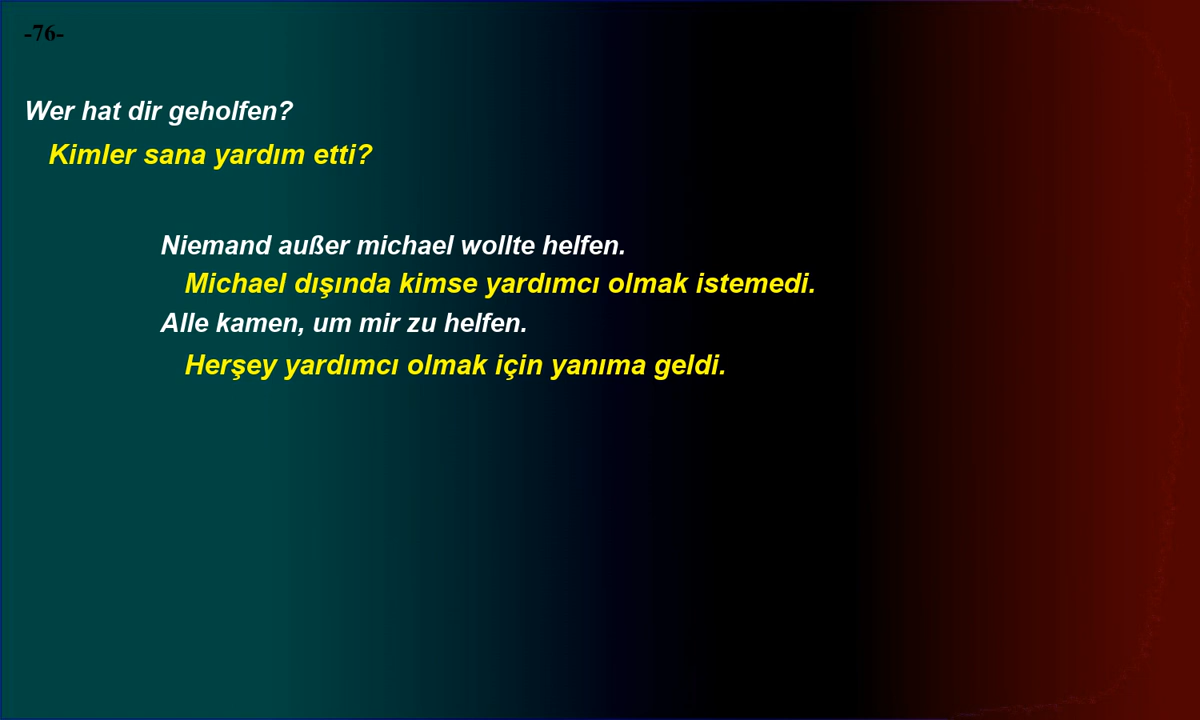 -76-
Wer hat dir geholfen?
Kimler sana yardım etti?
Niemand außer michael wollte helfen.
Michael dışında kimse yardımcı olmak istemedi.
Alle kamen, um mir zu helfen.
Herşey yardımcı olmak için yanıma geldi.